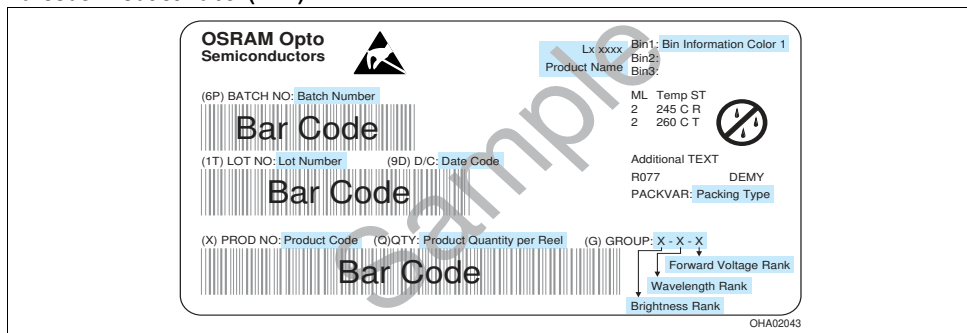 OSRAM Opto
Semiconductors
Lx xxxx
Product Name
Bin1: Bin Information Color 1
Bin2:
Bin3:
(6P) BATCH NO: Batch Number
Bar Code
ML Temp ST
2 245 C R
2 260 C T
(1T) LOT NO: Lot Number (9D) D/C: Date Code
Bar Code
Additional TEXT
R077 DEMY
PACKVAR: Packing Type
(X) PROD NO: Product Code (Q)QTY: Product Quantity per Reel (G) GROUP: X - X - X
Bar Code
Forward Voltage Rank
Wavelength Rank
Brightness Rank
Sample
OHA02043